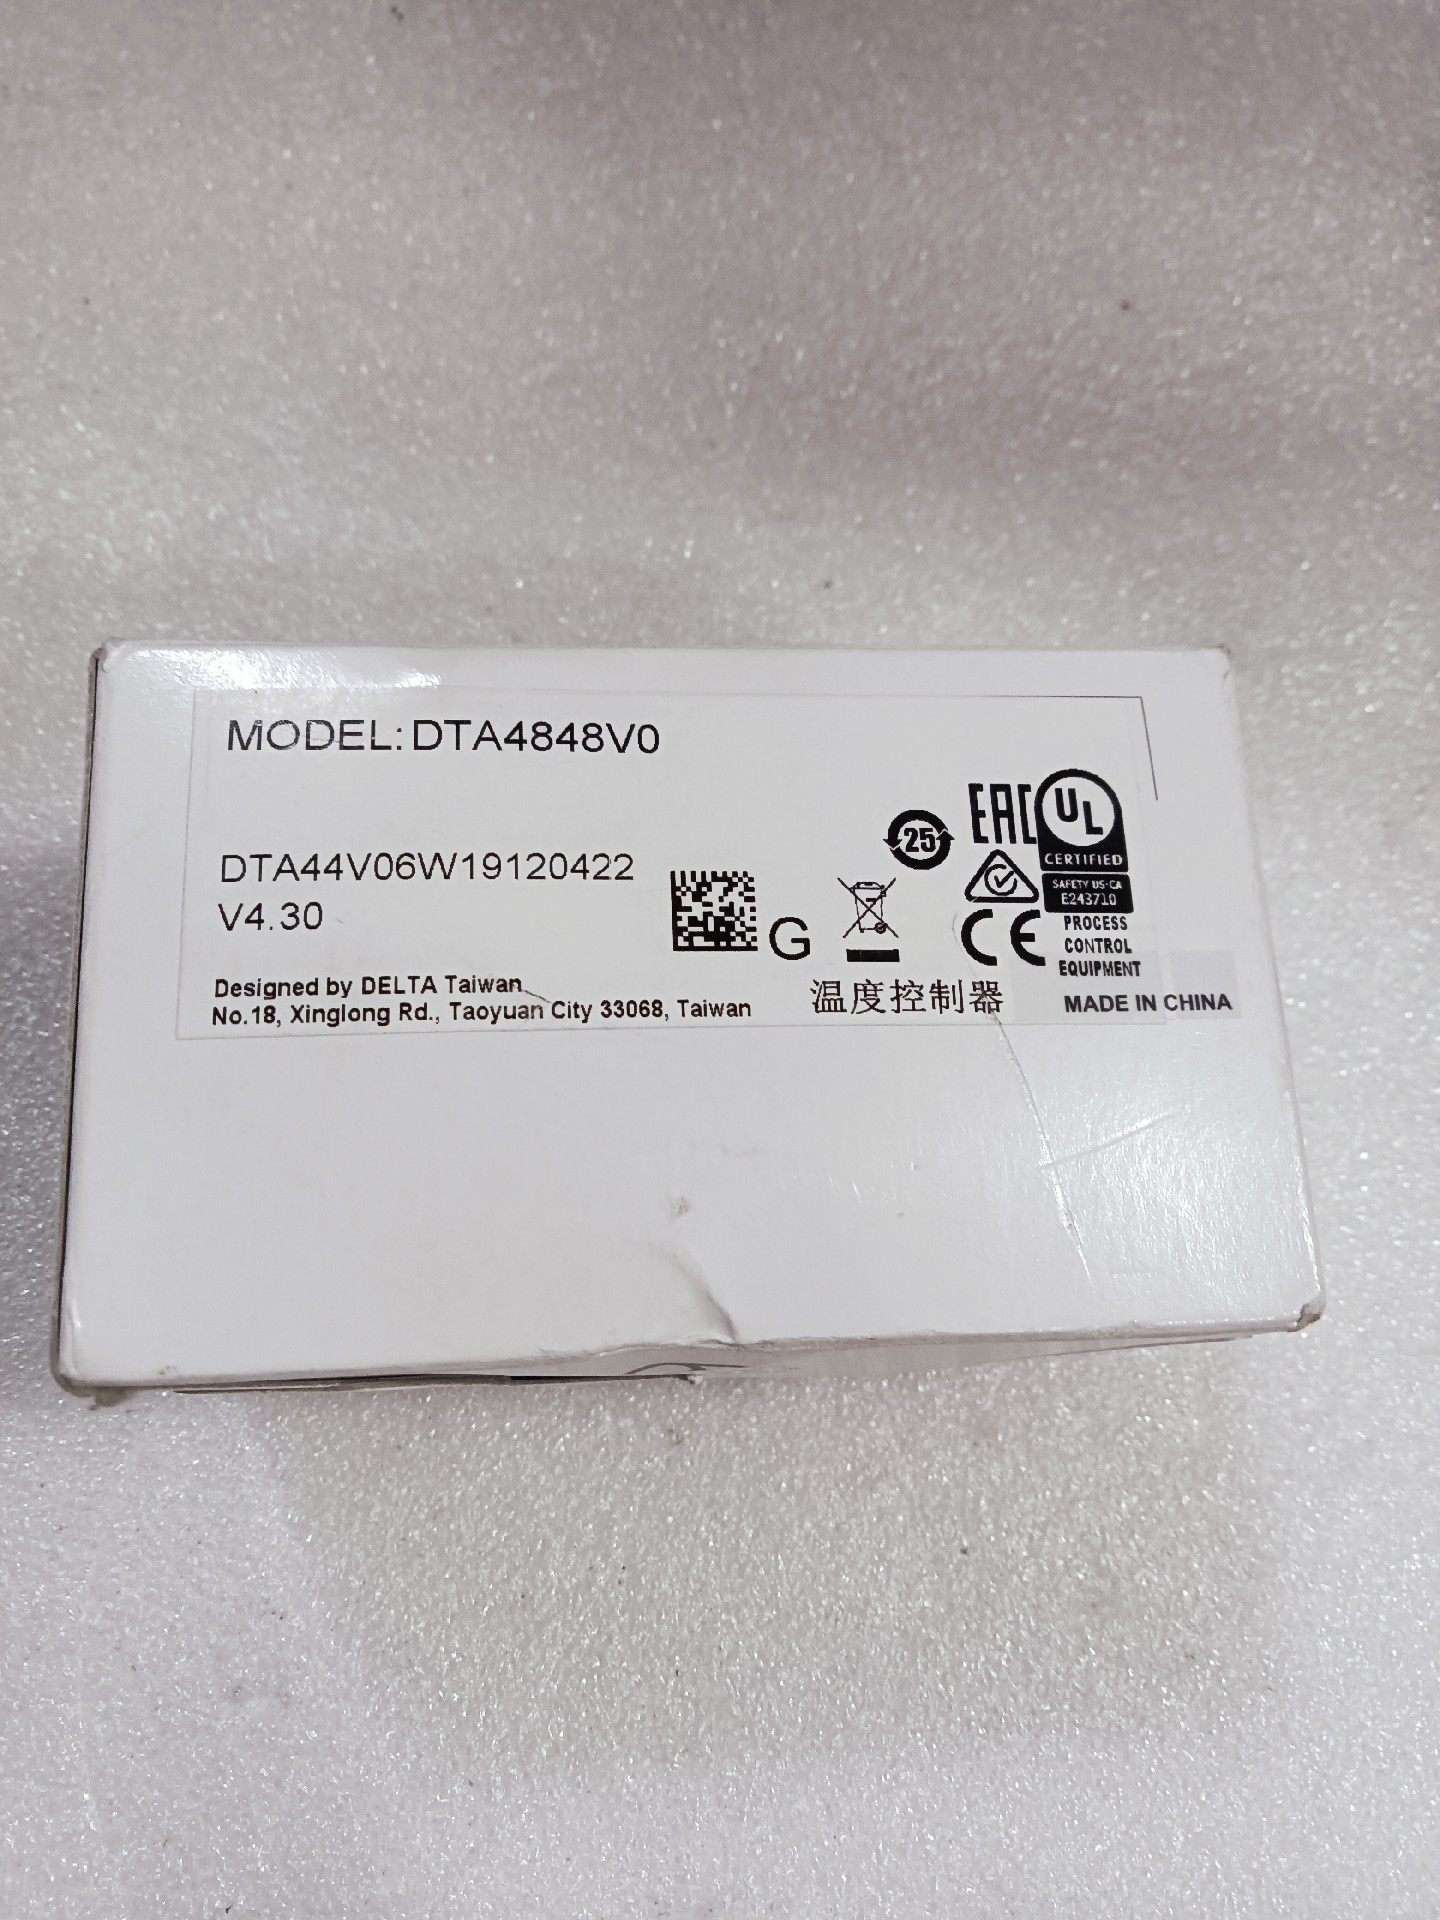 MODEL:DTA4848V0
DTA44V06W19120422
V4.30
G
25
EAC
UL
CERTIFIED
SAFETY US-CA
E243710
CE
PROCESS
CONTROL
EQUIPMENT
Designed by DELTA Taiwan
No.18, Xinglong Rd., Taoyuan City 33068, Taiwan
温度控制器
MADE IN CHINA